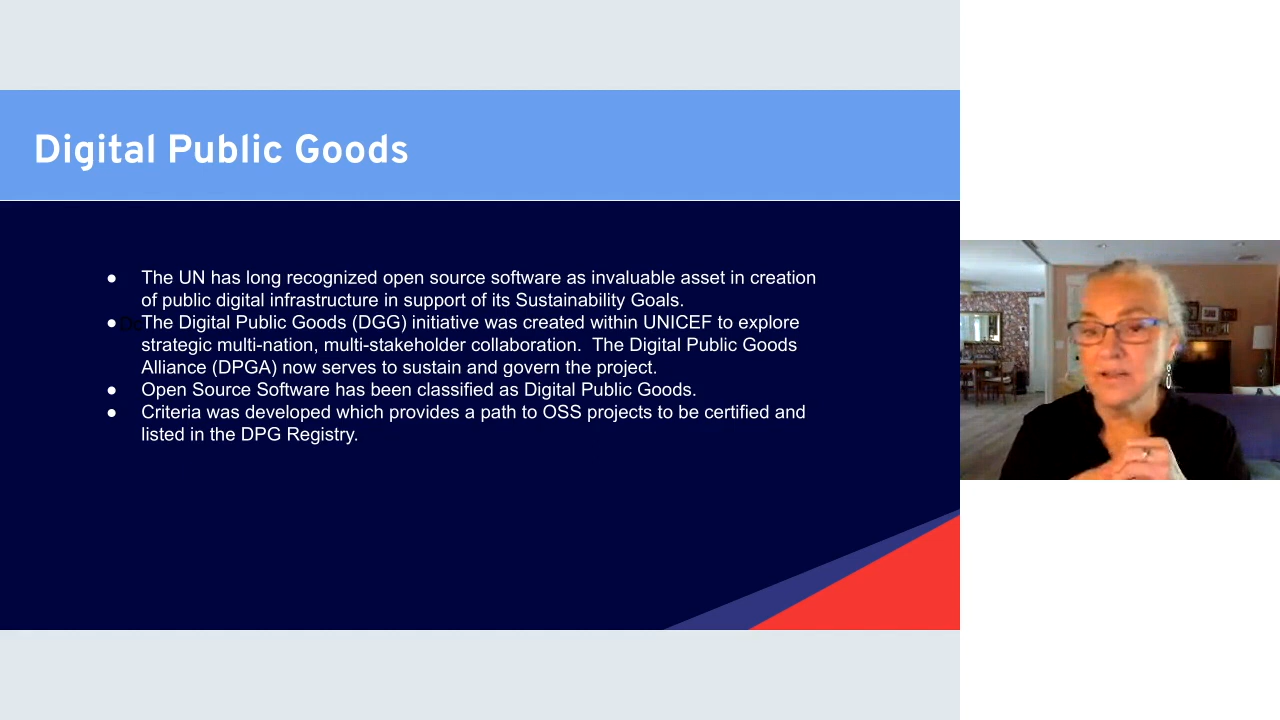 Digital Public Goods
● The UN has long recognized open source software as invaluable asset in creation
of public digital infrastructure in support of its Sustainability Goals.
● The Digital Public Goods (DGG) initiative was created within UNICEF to explore
strategic multi-nation, multi-stakeholder collaboration.  The Digital Public Goods
Alliance (DPGA) now serves to sustain and govern the project.
● Open Source Software has been classified as Digital Public Goods.
● Criteria was developed which provides a path to OSS projects to be certified and
listed in the DPG Registry.